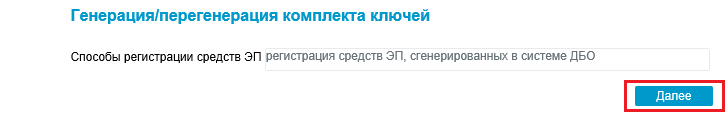 Генерация/перегенерация комплекта ключей
Способы регистрации средств ЭП регистрация средств ЭП, сгенерированных в системе ДБО
Далее